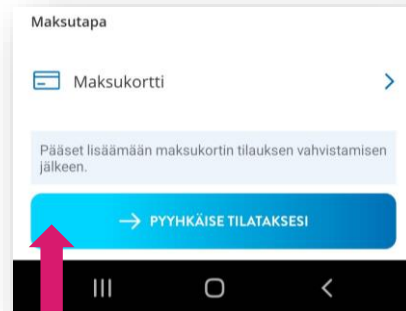 Maksutapa
Maksukortti
Pääset lisäämään maksukortin tilauksen vahvistamisen
jälkeen.
PYYHKÄISE TILATAKSESI